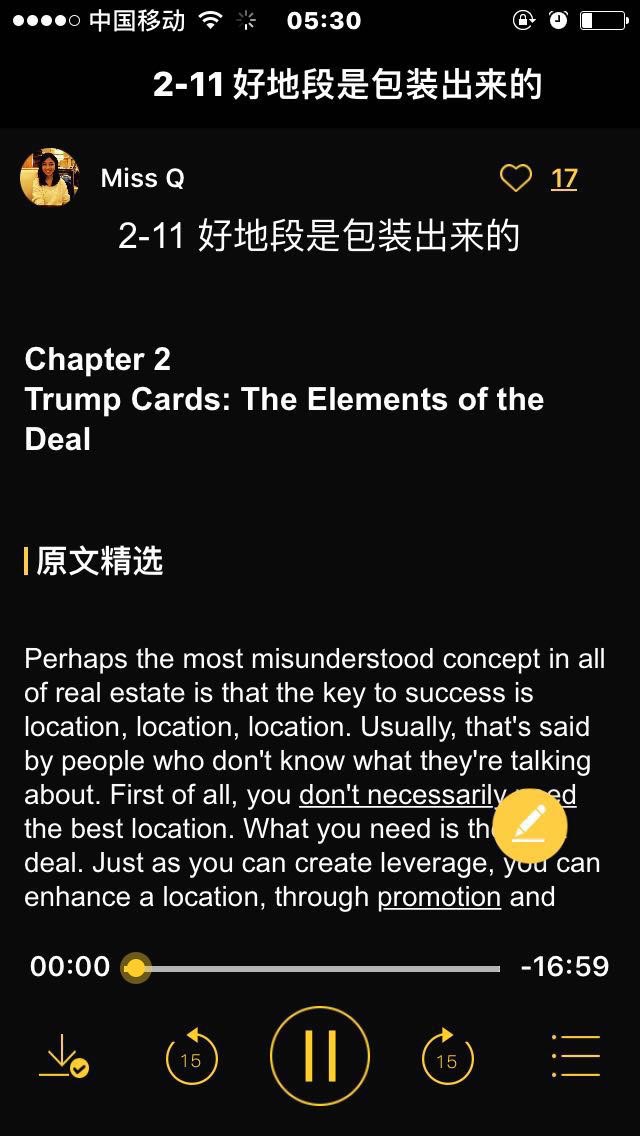 中国移动 05:30
2-11 好地段是包装出来的
Miss Q 17
2-11 好地段是包装出来的
Chapter 2
Trump Cards: The Elements of the
Deal
原文精选
Perhaps the most misunderstood concept in all
of real estate is that the key to success is
location, location, location. Usually, that's said
by people who don't know what they're talking
about. First of all, you don't necessarily
the best location. What you need is
deal. Just as you can create leverage, you can
enhance a location, through promotion and
00:00 -16:59
15 15